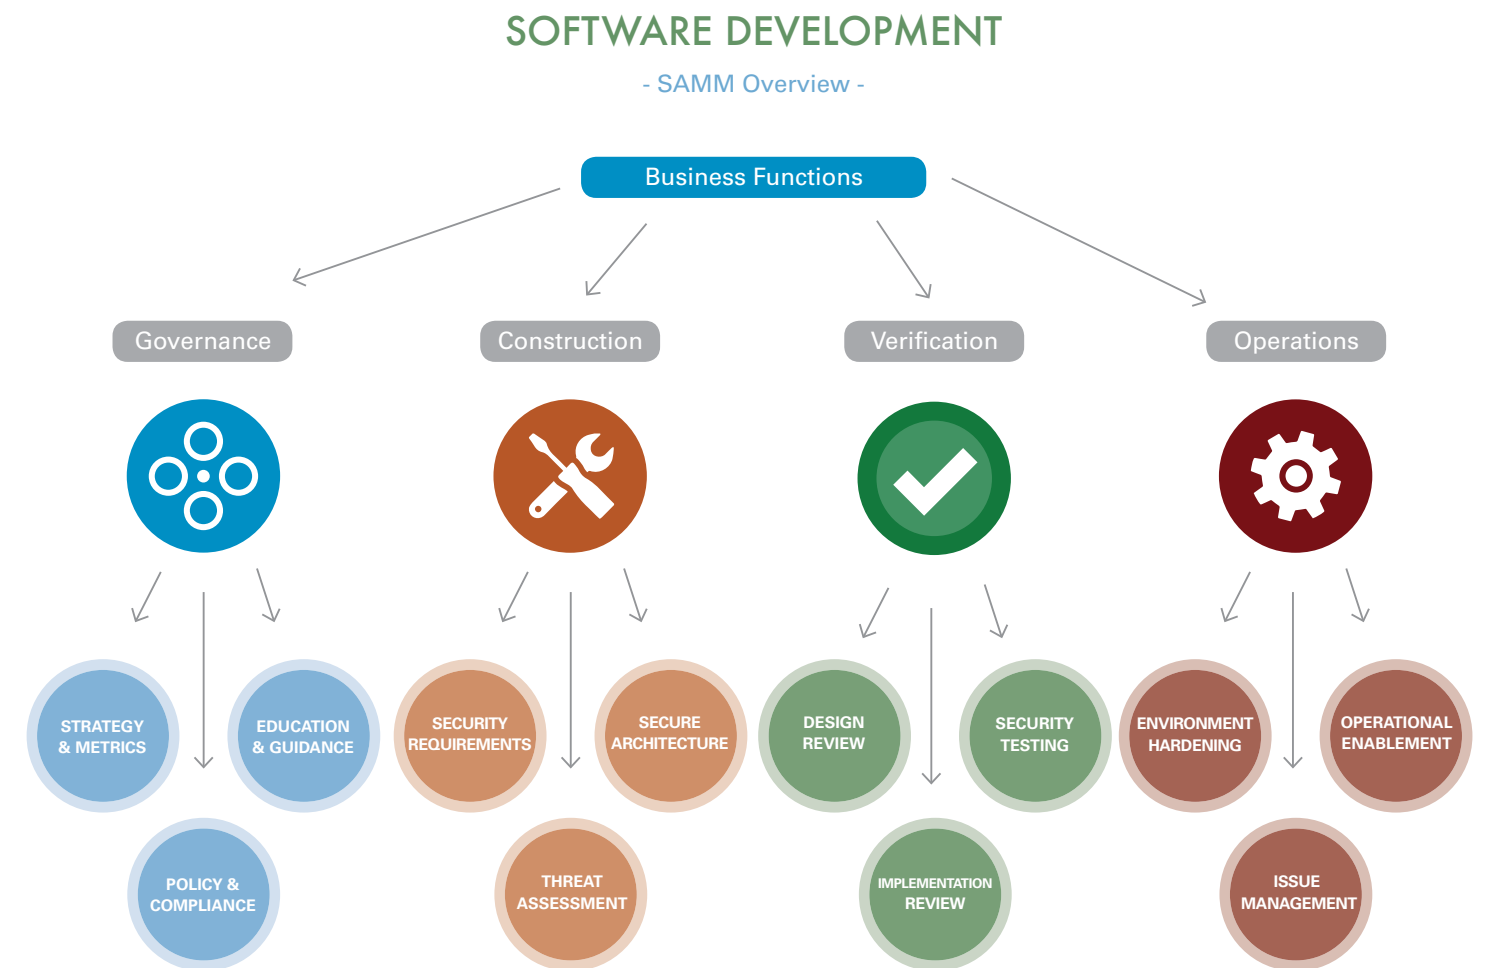 SOFTWARE DEVELOPMENT
- SAMM Overview -
Business Functions
Governance
Construction
Verification
Operations
STRATEGY
& METRICS
EDUCATION
& GUIDANCE
POLICY &
COMPLIANCE
SECURITY
REQUIREMENTS
SECURE
ARCHITECTURE
THREAT
ASSESSMENT
DESIGN
REVIEW
SECURITY
TESTING
IMPLEMENTATION
REVIEW
ENVIRONMENT
HARDENING
OPERATIONAL
ENABLEMENT
ISSUE
MANAGEMENT